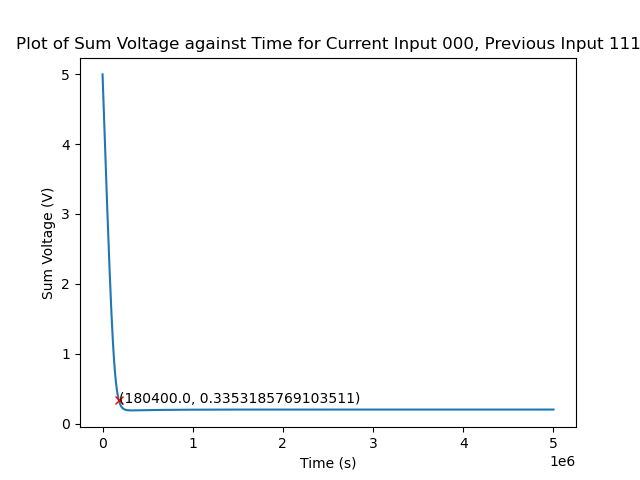 Plot of Sum Voltage against Time for Current Input 000, Previous Input 111
5
4
3
2
1
0
Sum Voltage (V)
(180400.0, 0.3353185769103511)
0 1 2 3 4 5
1e6
Time (s)